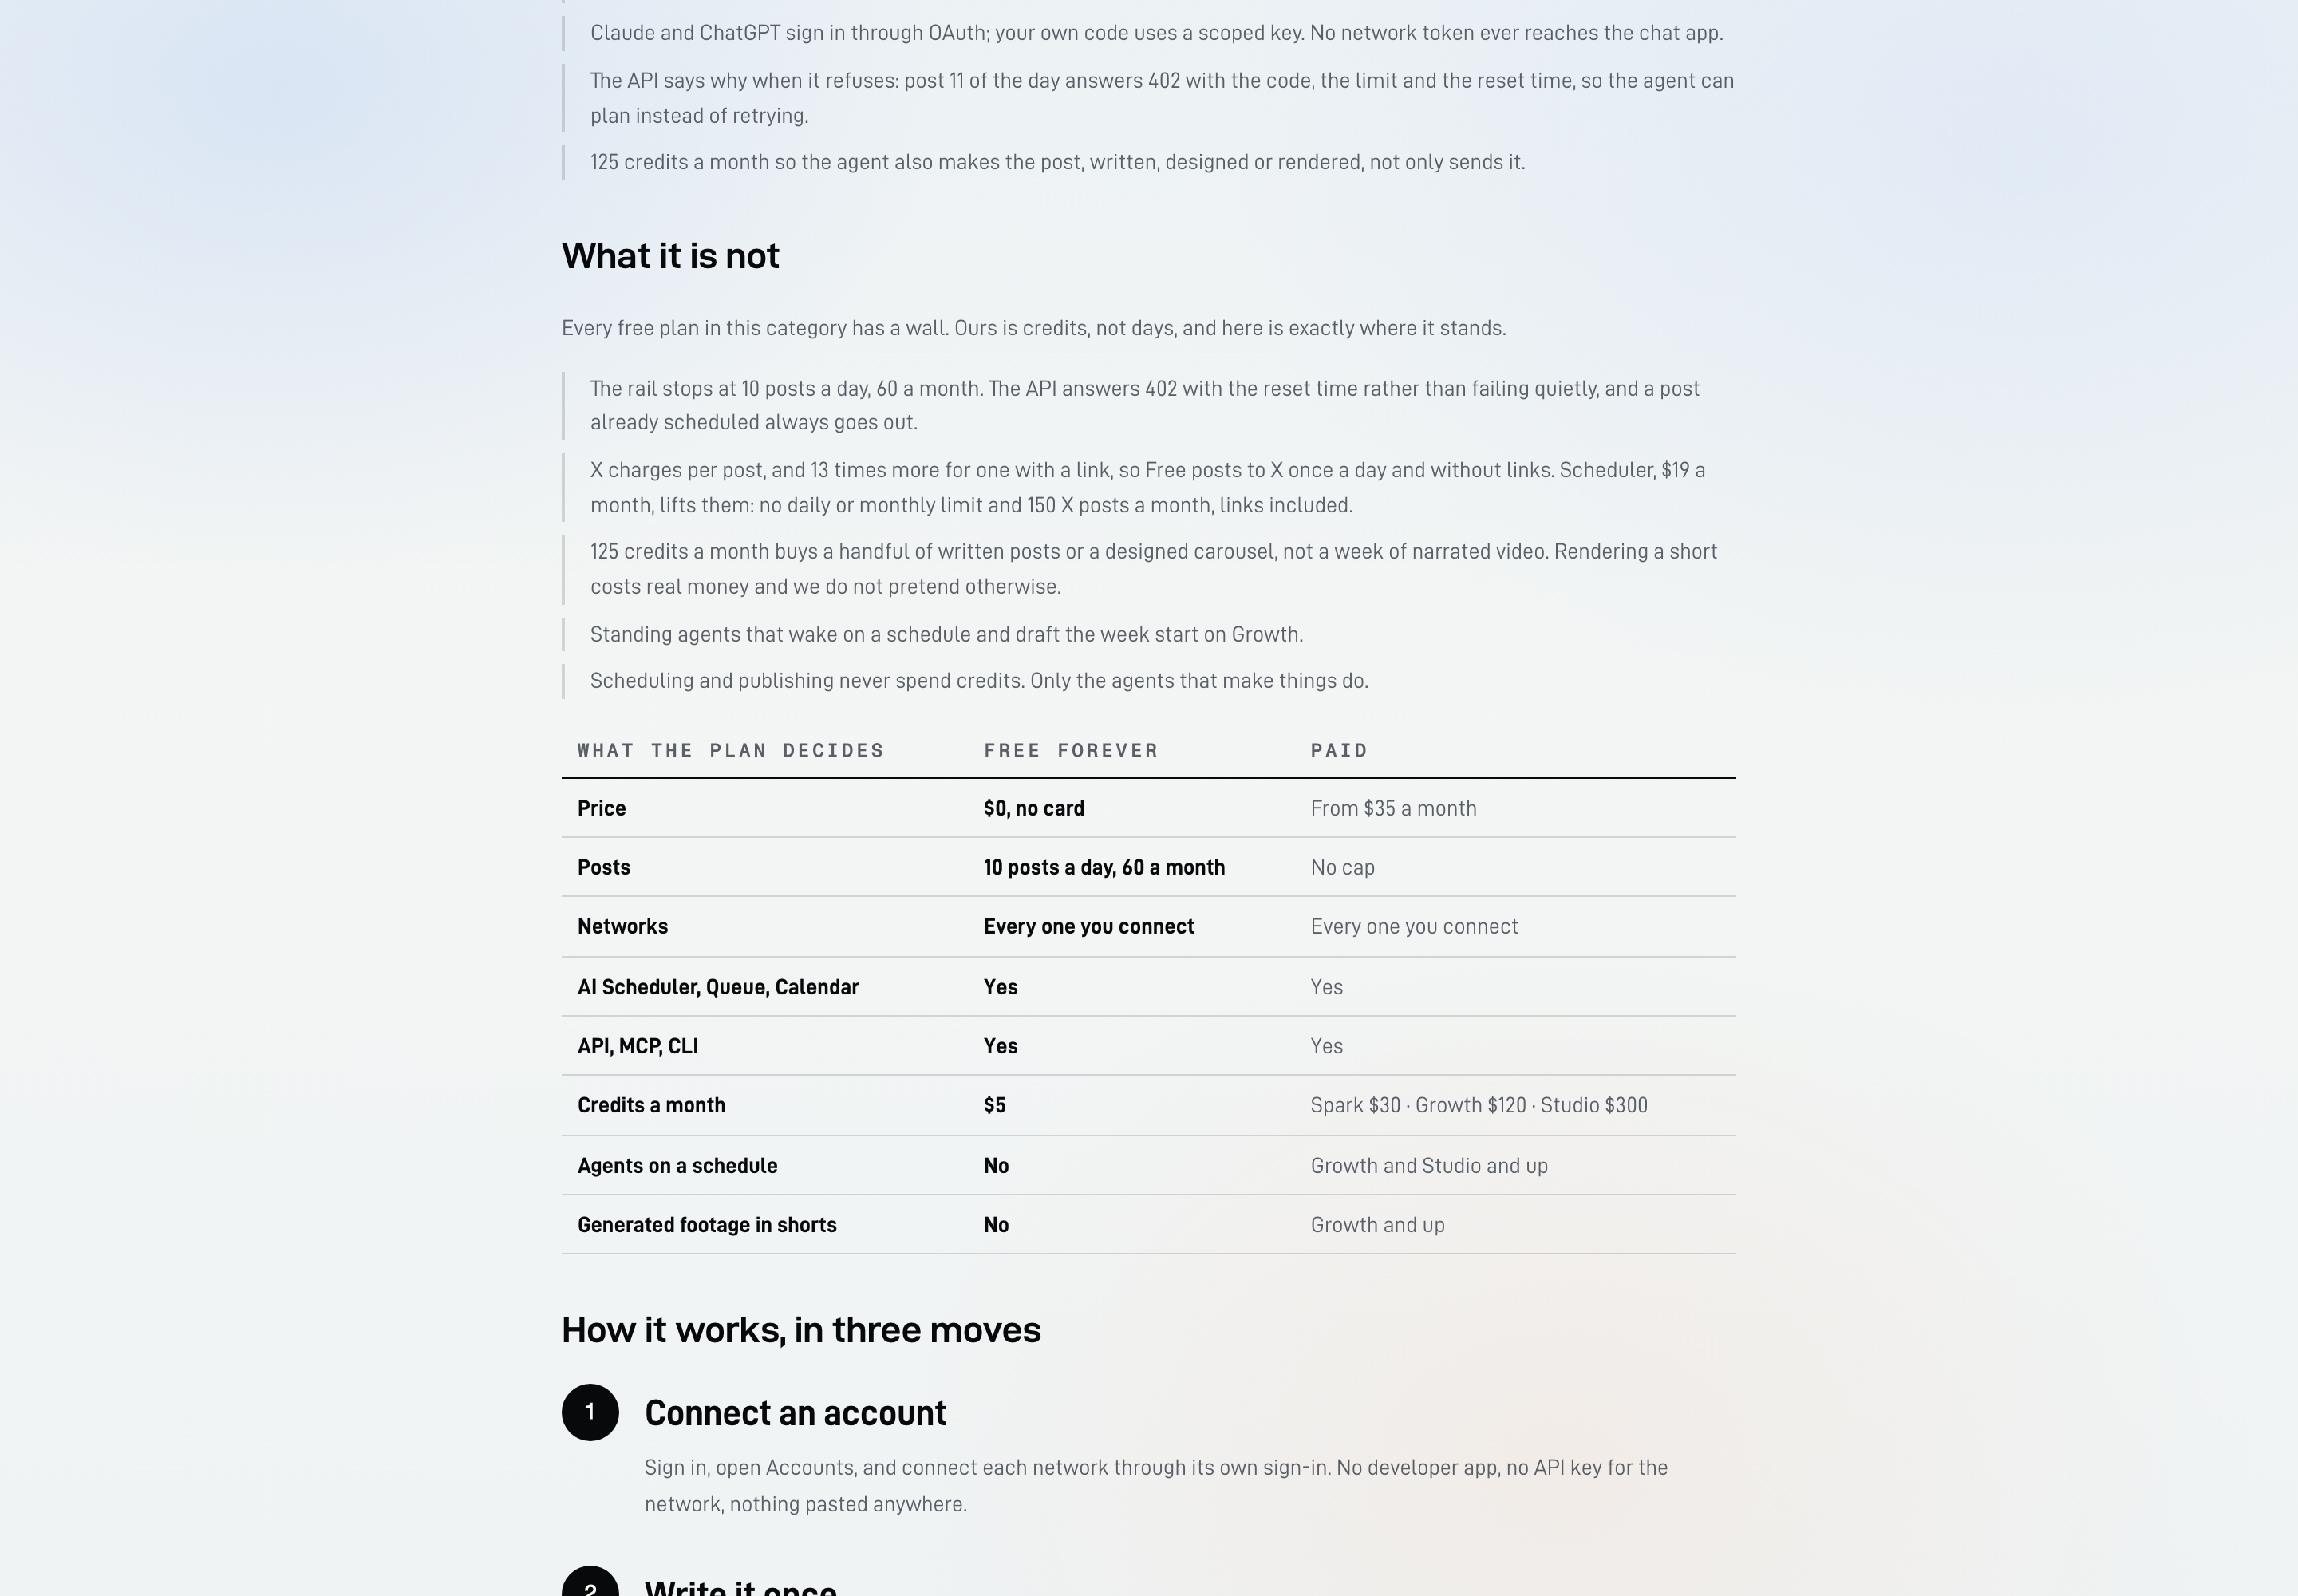 Claude and ChatGPT sign in through OAuth; your own code uses a scoped key. No network token ever reaches the chat app.
The API says why when it refuses: post 11 of the day answers 402 with the code, the limit and the reset time, so the agent can
plan instead of retrying.
125 credits a month so the agent also makes the post, written, designed or rendered, not only sends it.
What it is not
Every free plan in this category has a wall. Ours is credits, not days, and here is exactly where it stands.
The rail stops at 10 posts a day, 60 a month. The API answers 402 with the reset time rather than failing quietly, and a post
already scheduled always goes out.
X charges per post, and 13 times more for one with a link, so Free posts to X once a day and without links. Scheduler, $19 a
month, lifts them: no daily or monthly limit and 150 X posts a month, links included.
125 credits a month buys a handful of written posts or a designed carousel, not a week of narrated video. Rendering a short
costs real money and we do not pretend otherwise.
Standing agents that wake on a schedule and draft the week start on Growth.
Scheduling and publishing never spend credits. Only the agents that make things do.
WHAT THE PLAN DECIDES FREE FOREVER PAID
Price $0, no card From $35 a month
Posts 10 posts a day, 60 a month No cap
Networks Every one you connect Every one you connect
AI Scheduler, Queue, Calendar Yes Yes
API, MCP, CLI Yes Yes
Credits a month $5 Spark $30 · Growth $120 · Studio $300
Agents on a schedule No Growth and Studio and up
Generated footage in shorts No Growth and up
How it works, in three moves
1 Connect an account
Sign in, open Accounts, and connect each network through its own sign-in. No developer app, no API key for the
network, nothing pasted anywhere.
2 Write it once